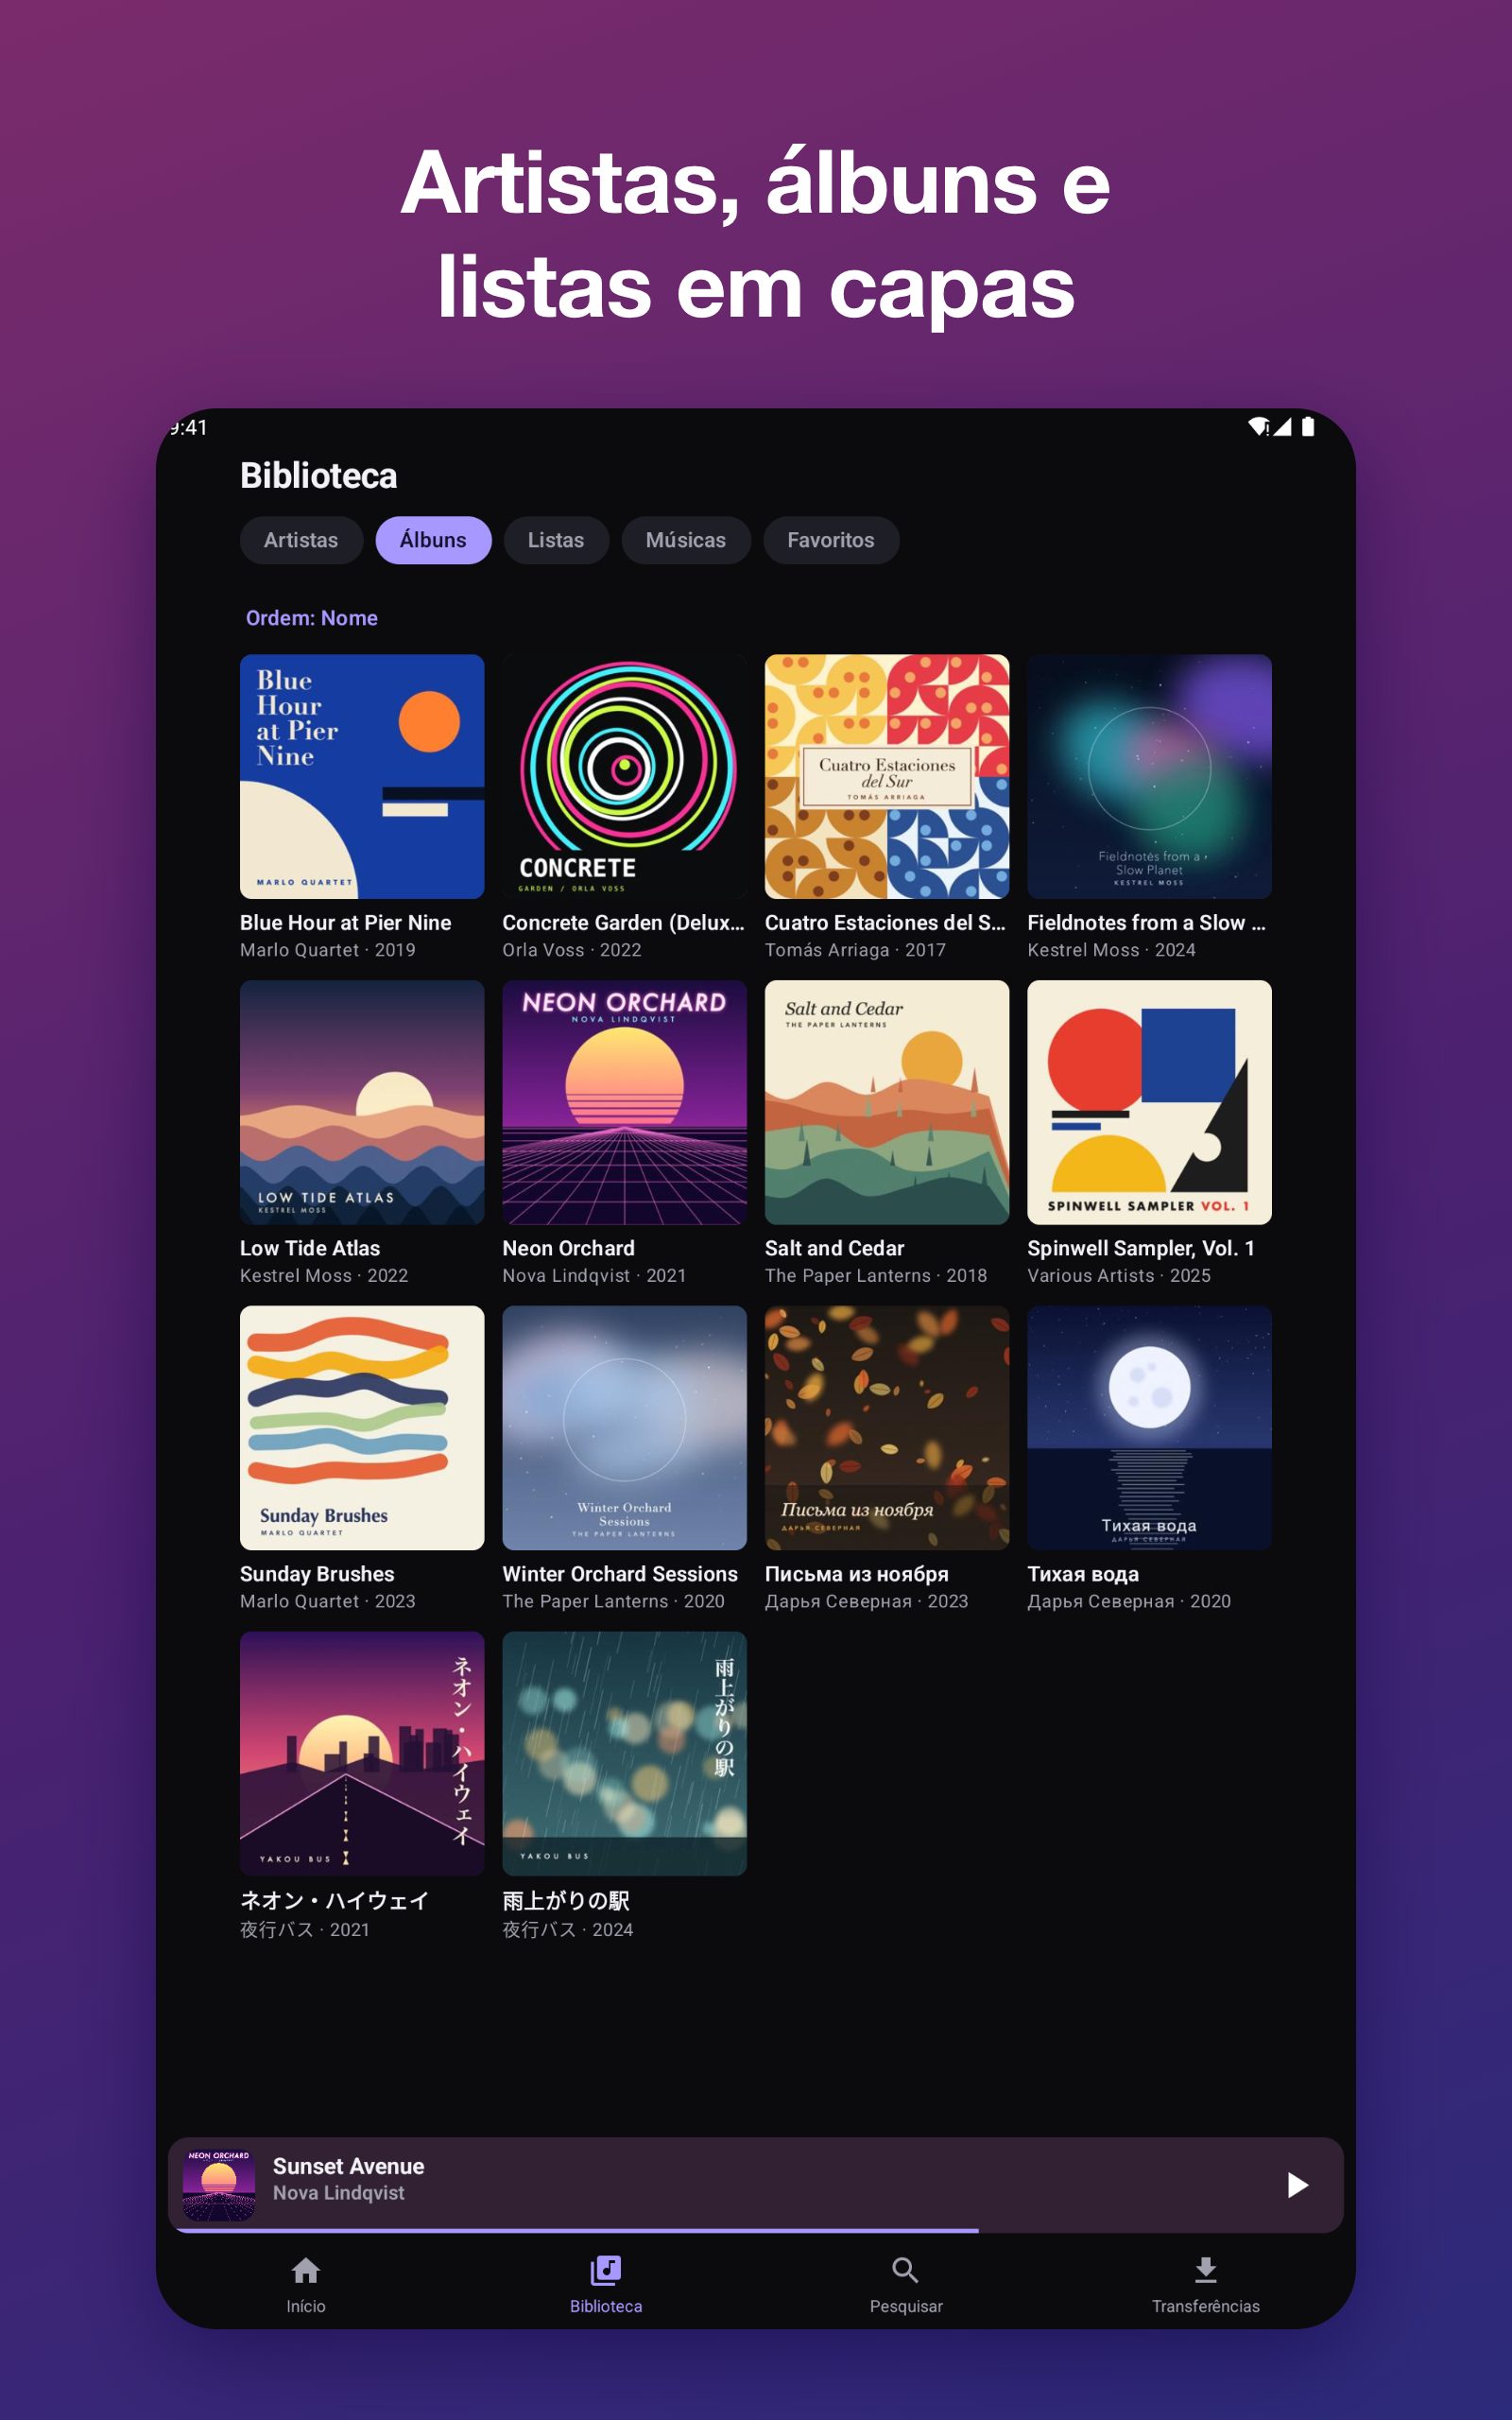 Artistas, álbuns e
listas em capas
9:41
Biblioteca
Artistas
Álbuns
Listas
Músicas
Favoritos
Ordem: Nome
Blue
Hour
at Pier
Nine
MARLO QUARTET
CONCRETE
GARDEN / ORLA VOSS
Cuatro Estaciones
del Sur
TOMÁS ARRIAGA
Fieldnotes from a
Slow Planet
KESTREL MOSS
Blue Hour at Pier Nine
Marlo Quartet · 2019
Concrete Garden (Delux...
Orla Voss · 2022
Cuatro Estaciones del S...
Tomás Arriaga · 2017
Fieldnotes from a Slow ...
Kestrel Moss · 2024
LOW TIDE ATLAS
KESTREL MOSS
NEON ORCHARD
NOVA LINDQVIST
Salt and Cedar
THE PAPER LANTERNS
SPINWELL SAMPLER VOL. 1
Low Tide Atlas
Kestrel Moss · 2022
Neon Orchard
Nova Lindqvist · 2021
Salt and Cedar
The Paper Lanterns · 2018
Spinwell Sampler, Vol. 1
Various Artists · 2025
Sunday Brushes
MARLO QUARTET
Winter Orchard
Sessions
THE PAPER LANTERNS
Письма из ноября
ДАРЬЯ СЕВЕРНАЯ
Тихая вода
ДАРЬЯ СЕВЕРНАЯ
Sunday Brushes
Marlo Quartet · 2023
Winter Orchard Sessions
The Paper Lanterns · 2020
Письма из ноября
Дарья Северная · 2023
Тихая вода
Дарья Северная · 2020
ネオン・ハイウェイ
YAKOU BUS
雨上がりの駅
YAKOU BUS
ネオン・ハイウェイ
夜行バス · 2021
雨上がりの駅
夜行バス · 2024
NEON ORCHARD
Sunset Avenue
Nova Lindqvist
Início
Biblioteca
Pesquisar
Transferências